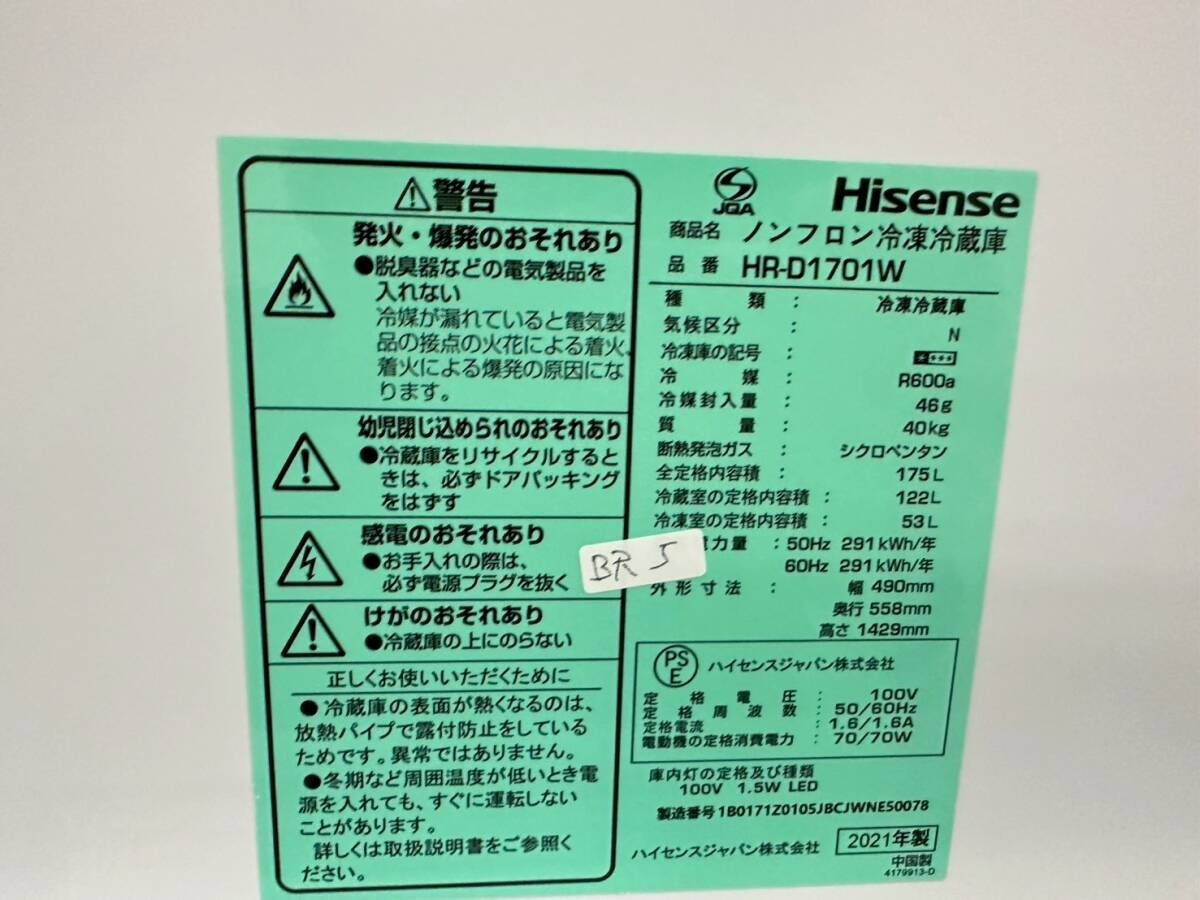 警告
発火・爆発のおそれあり
●脱臭器などの電気製品を
入れない
冷媒が漏れていると電気製
品の接点の火花による着火、
着火による爆発の原因にな
ります。
幼児閉じ込められのおそれあり
●冷蔵庫をリサイクルすると
きは、必ずドアパッキング
をはずす
感電のおそれあり
●お手入れの際は、
必ず電源プラグを抜く
けがのおそれあり
●冷蔵庫の上にのらない
正しくお使いいただくために
●冷蔵庫の表面が熱くなるのは、
放熱パイプで露付防止をしている
ためです。異常ではありません。
●冬期など周囲温度が低いとき電
源を入れても、すぐに運転しない
ことがあります。
詳しくは取扱説明書をご参照く
ださい。
BR 5
JQA
Hisense
商品名 ノンフロン冷凍冷蔵庫
品番 HR-D1701W
種類 : 冷凍冷蔵庫
気候区分 : N
冷凍庫の記号 :
冷媒 : R600a
冷媒封入量 : 46g
質量 : 40kg
断熱発泡ガス : シクロペンタン
全定格内容積 : 175L
冷蔵室の定格内容積 : 122L
冷凍室の定格内容積 : 53L
電力量 : 50Hz 291kWh/年
60Hz 291kWh/年
外形寸法 : 幅 490mm
奥行 558mm
高さ 1429mm
PSE ハイセンスジャパン株式会社
定格電圧 : 100V
定格周波数 : 50/60Hz
定格電流 : 1.6/1.6A
電動機の定格消費電力 : 70/70W
庫内灯の定格及び種類
100V 1.5W LED
製造番号 1B0171Z0105JBCJWNE50078
ハイセンスジャパン株式会社 2021年製
中国製
4179913-D